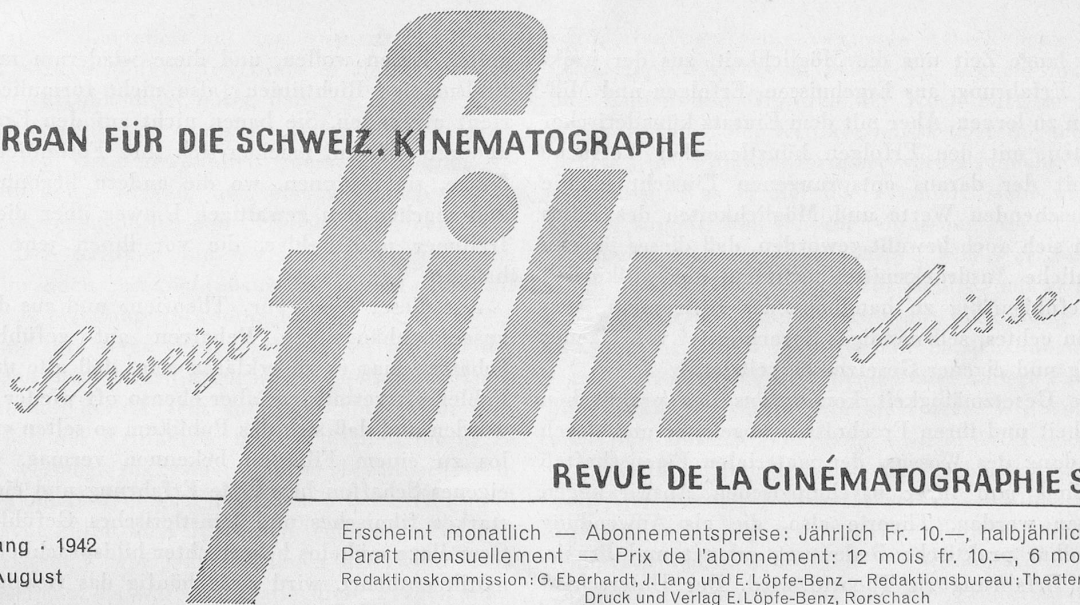 RGAN FÜR DIE SCHWEIZ. KINEMATOGRAPHIE
Schweizer film Suisse
REVUE DE LA CINÉMATOGRAPHIE S
ang · 1942
August
Erscheint monatlich — Abonnementspreise: Jährlich Fr. 10.—, halbjährlic
Parait mensuellement — Prix de l'abonnement: 12 mois fr. 10.-, 6 mo
Redaktionskommission: G. Eberhardt, J. Lang und E. Löpfe-Benz — Redaktionsbureau: Theater
Druck und Verlag E. Löpfe-Benz, Rorschach